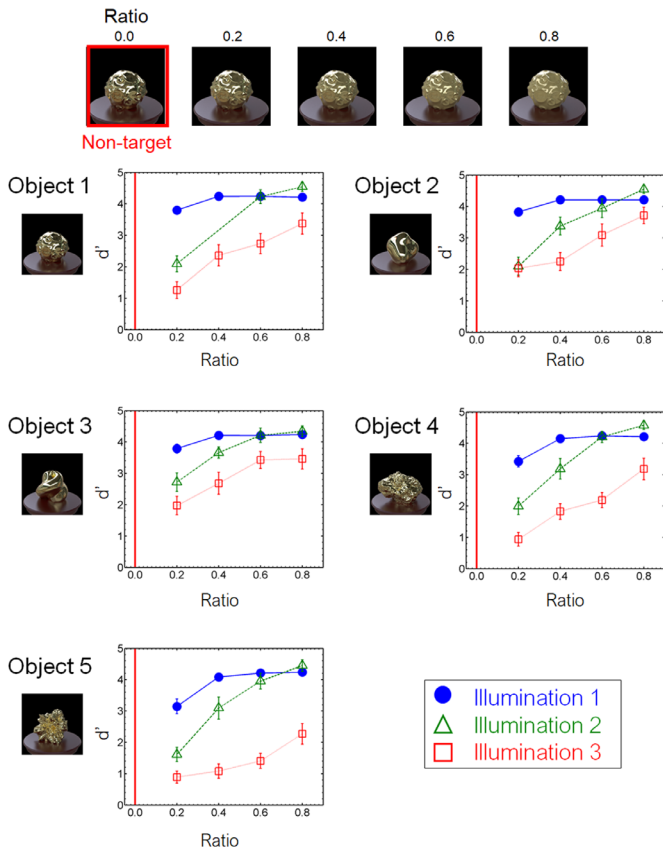 Ratio
0.0 0.2 0.4 0.6 0.8
Non-target
Object 1
d'
5
4
3
2
1
0
0.0 0.2 0.4 0.6 0.8
Ratio
Object 2
d'
5
4
3
2
1
0
0.0 0.2 0.4 0.6 0.8
Ratio
Object 3
d'
5
4
3
2
1
0
0.0 0.2 0.4 0.6 0.8
Ratio
Object 4
d'
5
4
3
2
1
0
0.0 0.2 0.4 0.6 0.8
Ratio
Object 5
d'
5
4
3
2
1
0
0.0 0.2 0.4 0.6 0.8
Ratio
Illumination 1
Illumination 2
Illumination 3